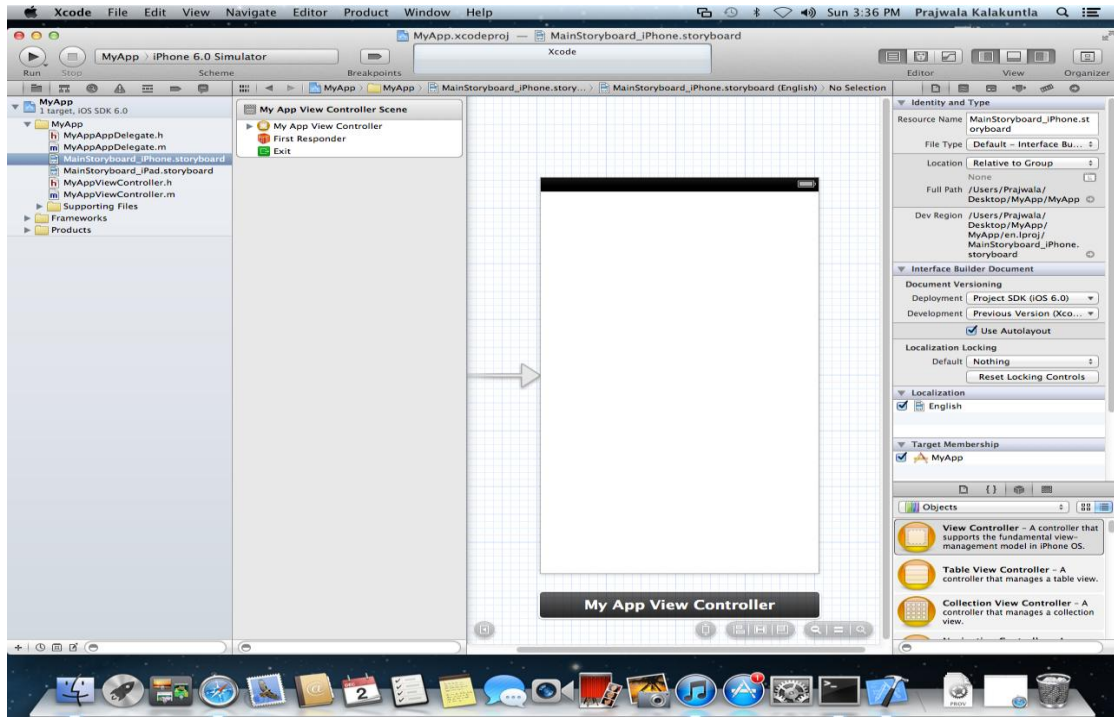 Xcode File Edit View Navigate Editor Product Window Help
Sun 3:36 PM Prajwala Kalakuntla
MyApp.xcodeproj — MainStoryboard_iPhone.storyboard
MyApp iPhone 6.0 Simulator
Xcode
Run Stop Scheme Breakpoints
Editor View Organizer
MyApp MyApp MainStoryboard_iPhone.story... MainStoryboard_iPhone.storyboard (English) No Selection
MyApp
1 target, iOS SDK 6.0
MyApp
MyAppAppDelegate.h
MyAppAppDelegate.m
MainStoryboard_iPhone.storyboard
MainStoryboard_iPad.storyboard
MyAppViewController.h
MyAppViewController.m
Supporting Files
Frameworks
Products
My App View Controller Scene
My App View Controller
First Responder
Exit
My App View Controller
Identity and Type
Resource Name MainStoryboard_iPhone.st
oryboard
File Type Default – Interface Bu...
Location Relative to Group
None
Full Path /Users/Prajwala/
Desktop/MyApp/MyApp
Dev Region /Users/Prajwala/
Desktop/MyApp/
MyApp/en.lproj/
MainStoryboard_iPhone.
storyboard
Interface Builder Document
Document Versioning
Deployment Project SDK (iOS 6.0)
Development Previous Version (Xco...
Use Autolayout
Localization Locking
Default Nothing
Reset Locking Controls
Localization
English
Target Membership
MyApp
Objects
View Controller – A controller that
supports the fundamental view-
management model in iPhone OS.
Table View Controller – A
controller that manages a table view.
Collection View Controller – A
controller that manages a collection
view.
DEC
2
PROV